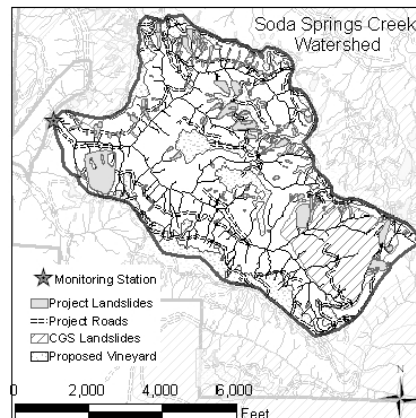 Soda Springs Creek
Watershed
Monitoring Station
Project Landslides
Project Roads
CGS Landslides
Proposed Vineyard
N
0 2,000 4,000 6,000
Feet